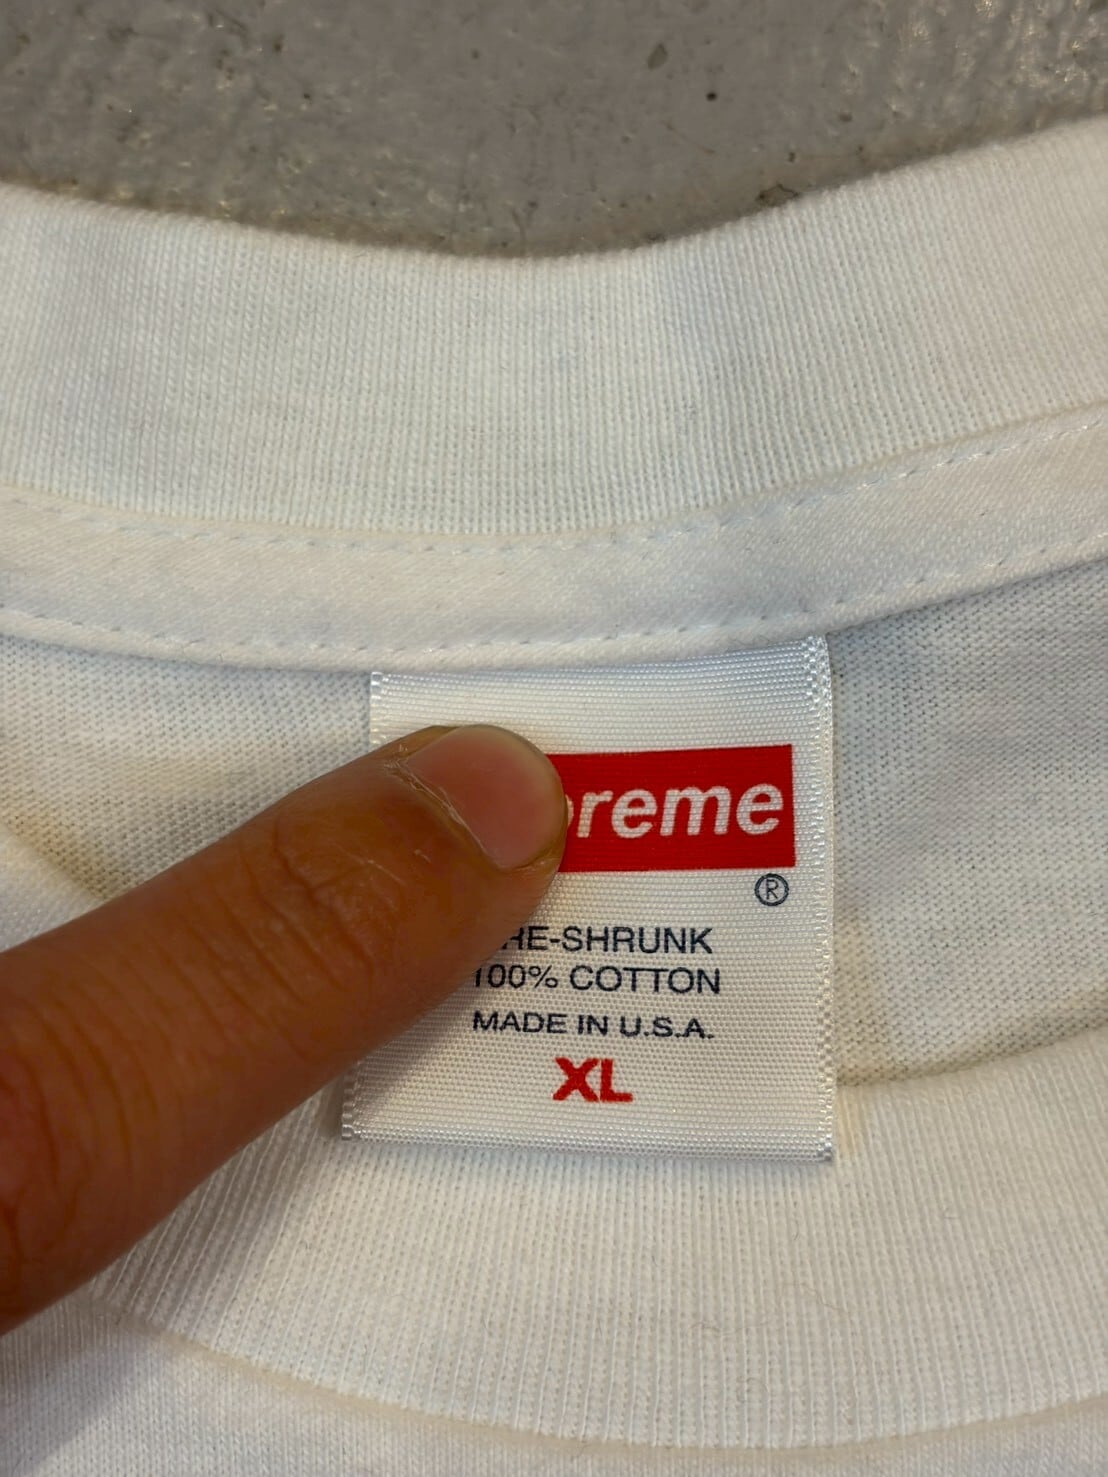 preme
®
RE-SHRUNK
100% COTTON
MADE IN U.S.A.
XL